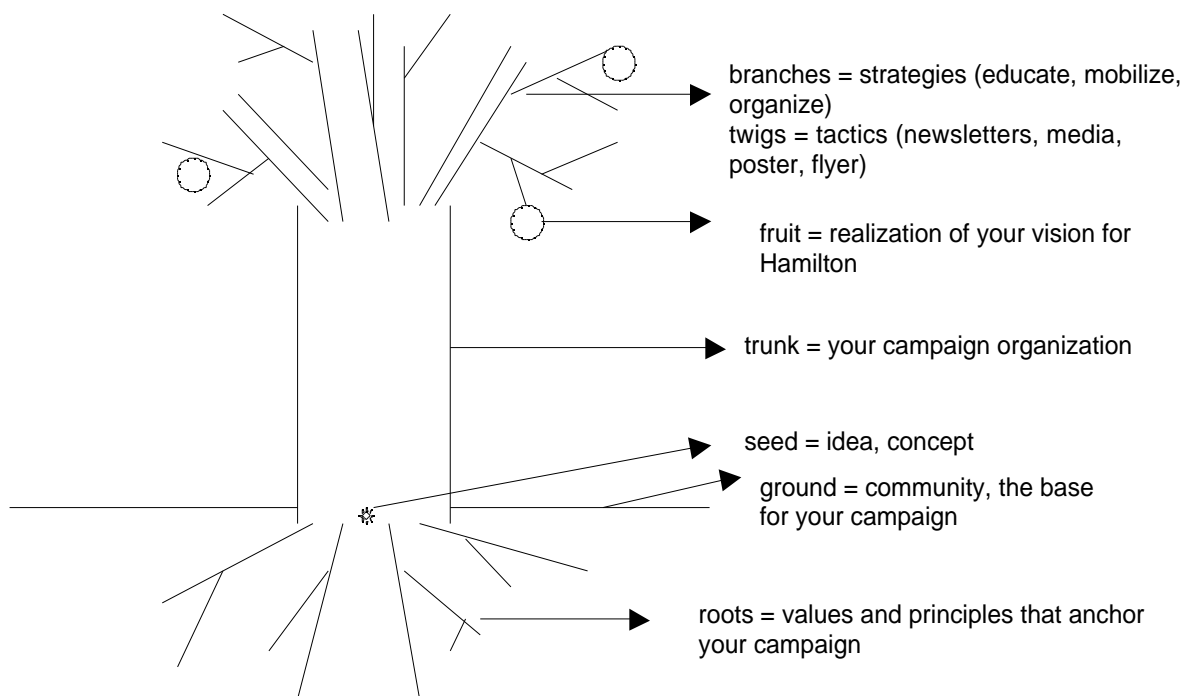 branches = strategies (educate, mobilize,
organize)
twigs = tactics (newsletters, media,
poster, flyer)
fruit = realization of your vision for
Hamilton
trunk = your campaign organization
seed = idea, concept
ground = community, the base
for your campaign
roots = values and principles that anchor
your campaign